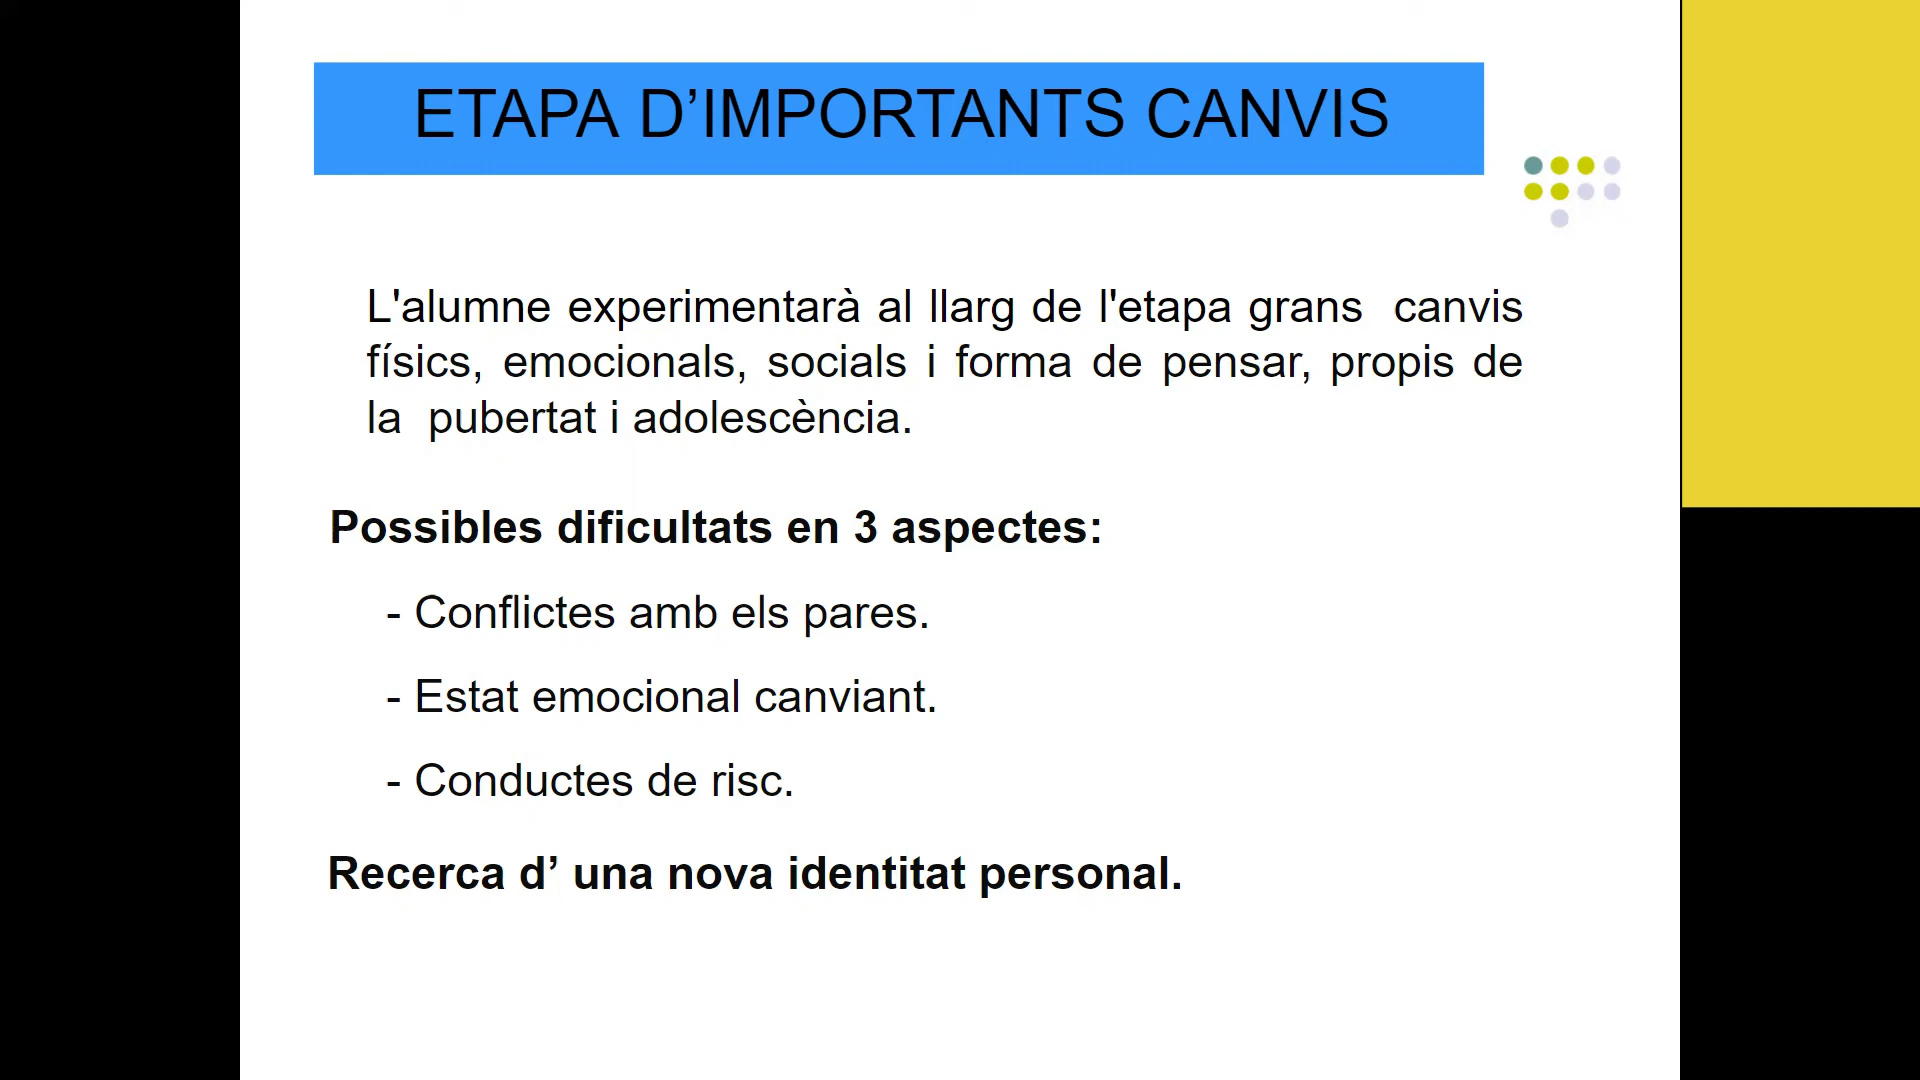 ETAPA D’IMPORTANTS CANVIS
L'alumne experimentarà al llarg de l'etapa grans  canvis
físics, emocionals, socials i forma de pensar, propis de
la  pubertat i adolescència.
Possibles dificultats en 3 aspectes:
- Conflictes amb els pares.
- Estat emocional canviant.
- Conductes de risc.
Recerca d’ una nova identitat personal.